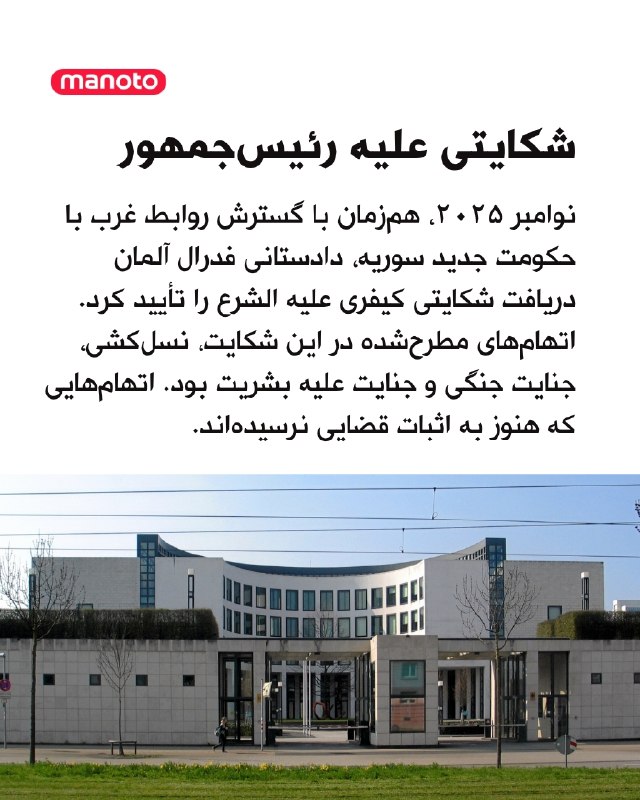 manoto
شکایتی علیه رئیس‌جمهور
نوامبر ۲۰۲۵، هم‌زمان با گسترش روابط غرب با
حکومت جدید سوریه، دادستانی فدرال آلمان
دریافت شکایتی کیفری علیه الشرع را تأیید کرد.
اتهام‌های مطرح‌شده در این شکایت، نسل‌کشی،
جنایت جنگی و جنایت علیه بشریت بود. اتهام‌هایی
که هنوز به اثبات قضایی نرسیده‌اند.